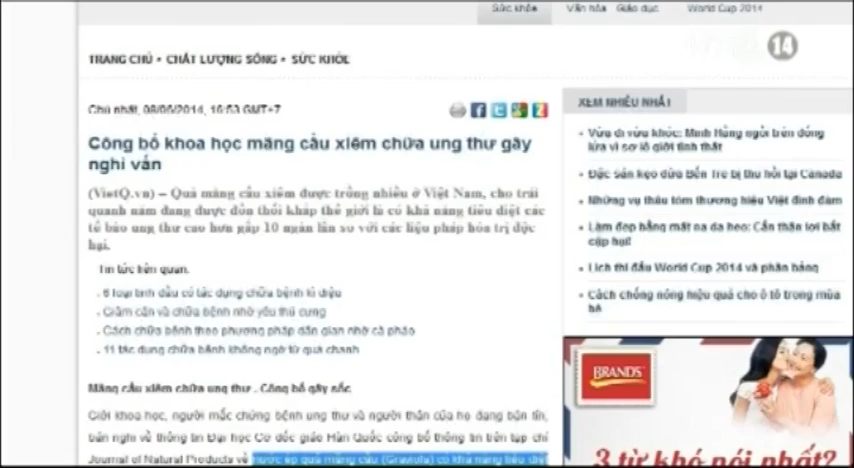 Sức khỏe Văn hóa Giáo dục World Cup 2014
14
TRANG CHỦ • CHẤT LƯỢNG SỐNG • SỨC KHỎE
Chủ nhật, 08/06/2014, 16:53 GMT+7
Công bố khoa học mãng cầu xiêm chữa ung thư gây
nghi vấn
(VietQ.vn) – Quả mãng cầu xiêm được trồng nhiều ở Việt Nam, cho trái
quanh năm đang được đồn thổi khắp thế giới là có khả năng tiêu diệt các
tế bào ung thư cao hơn gấp 10 ngàn lần so với các liệu pháp hóa trị độc
hại.
Tin tức liên quan:
6 loại tinh dầu có tác dụng chữa bệnh kì diệu
Giảm cân và chữa bệnh nhờ yêu thú cưng
Cách chữa bệnh theo phương pháp dân gian nhờ cà pháo
11 tác dụng chữa bệnh không ngờ từ quả chanh
Mãng cầu xiêm chữa ung thư - Công bố gây sốc
Giới khoa học, người mắc chứng bệnh ung thư và người thân của họ đang bán tín,
bán nghi về thông tin Đại học Cơ đốc giáo Hàn Quốc công bố thông tin trên tạp chí
Journal of Natural Products về nước ép quả mãng cầu (Graviola) có khả năng tiêu diệt
XEM NHIỀU NHẤT
Vừa đi vừa khóc: Minh Hằng ngồi trên đống
lửa vì sợ lộ giới tính thật
Đặc sản kẹo dừa Bến Tre bị thu hồi tại Canada
Những vụ thâu tóm thương hiệu Việt đình đám
Làm đẹp bằng mặt nạ da heo: Cẩn thận lợi bất
cập hại!
Lịch thi đấu World Cup 2014 và phân bảng
Cách chống nóng hiệu quả cho ô tô trong mùa
hè
BRAND'S
3 từ khó nói nhất?